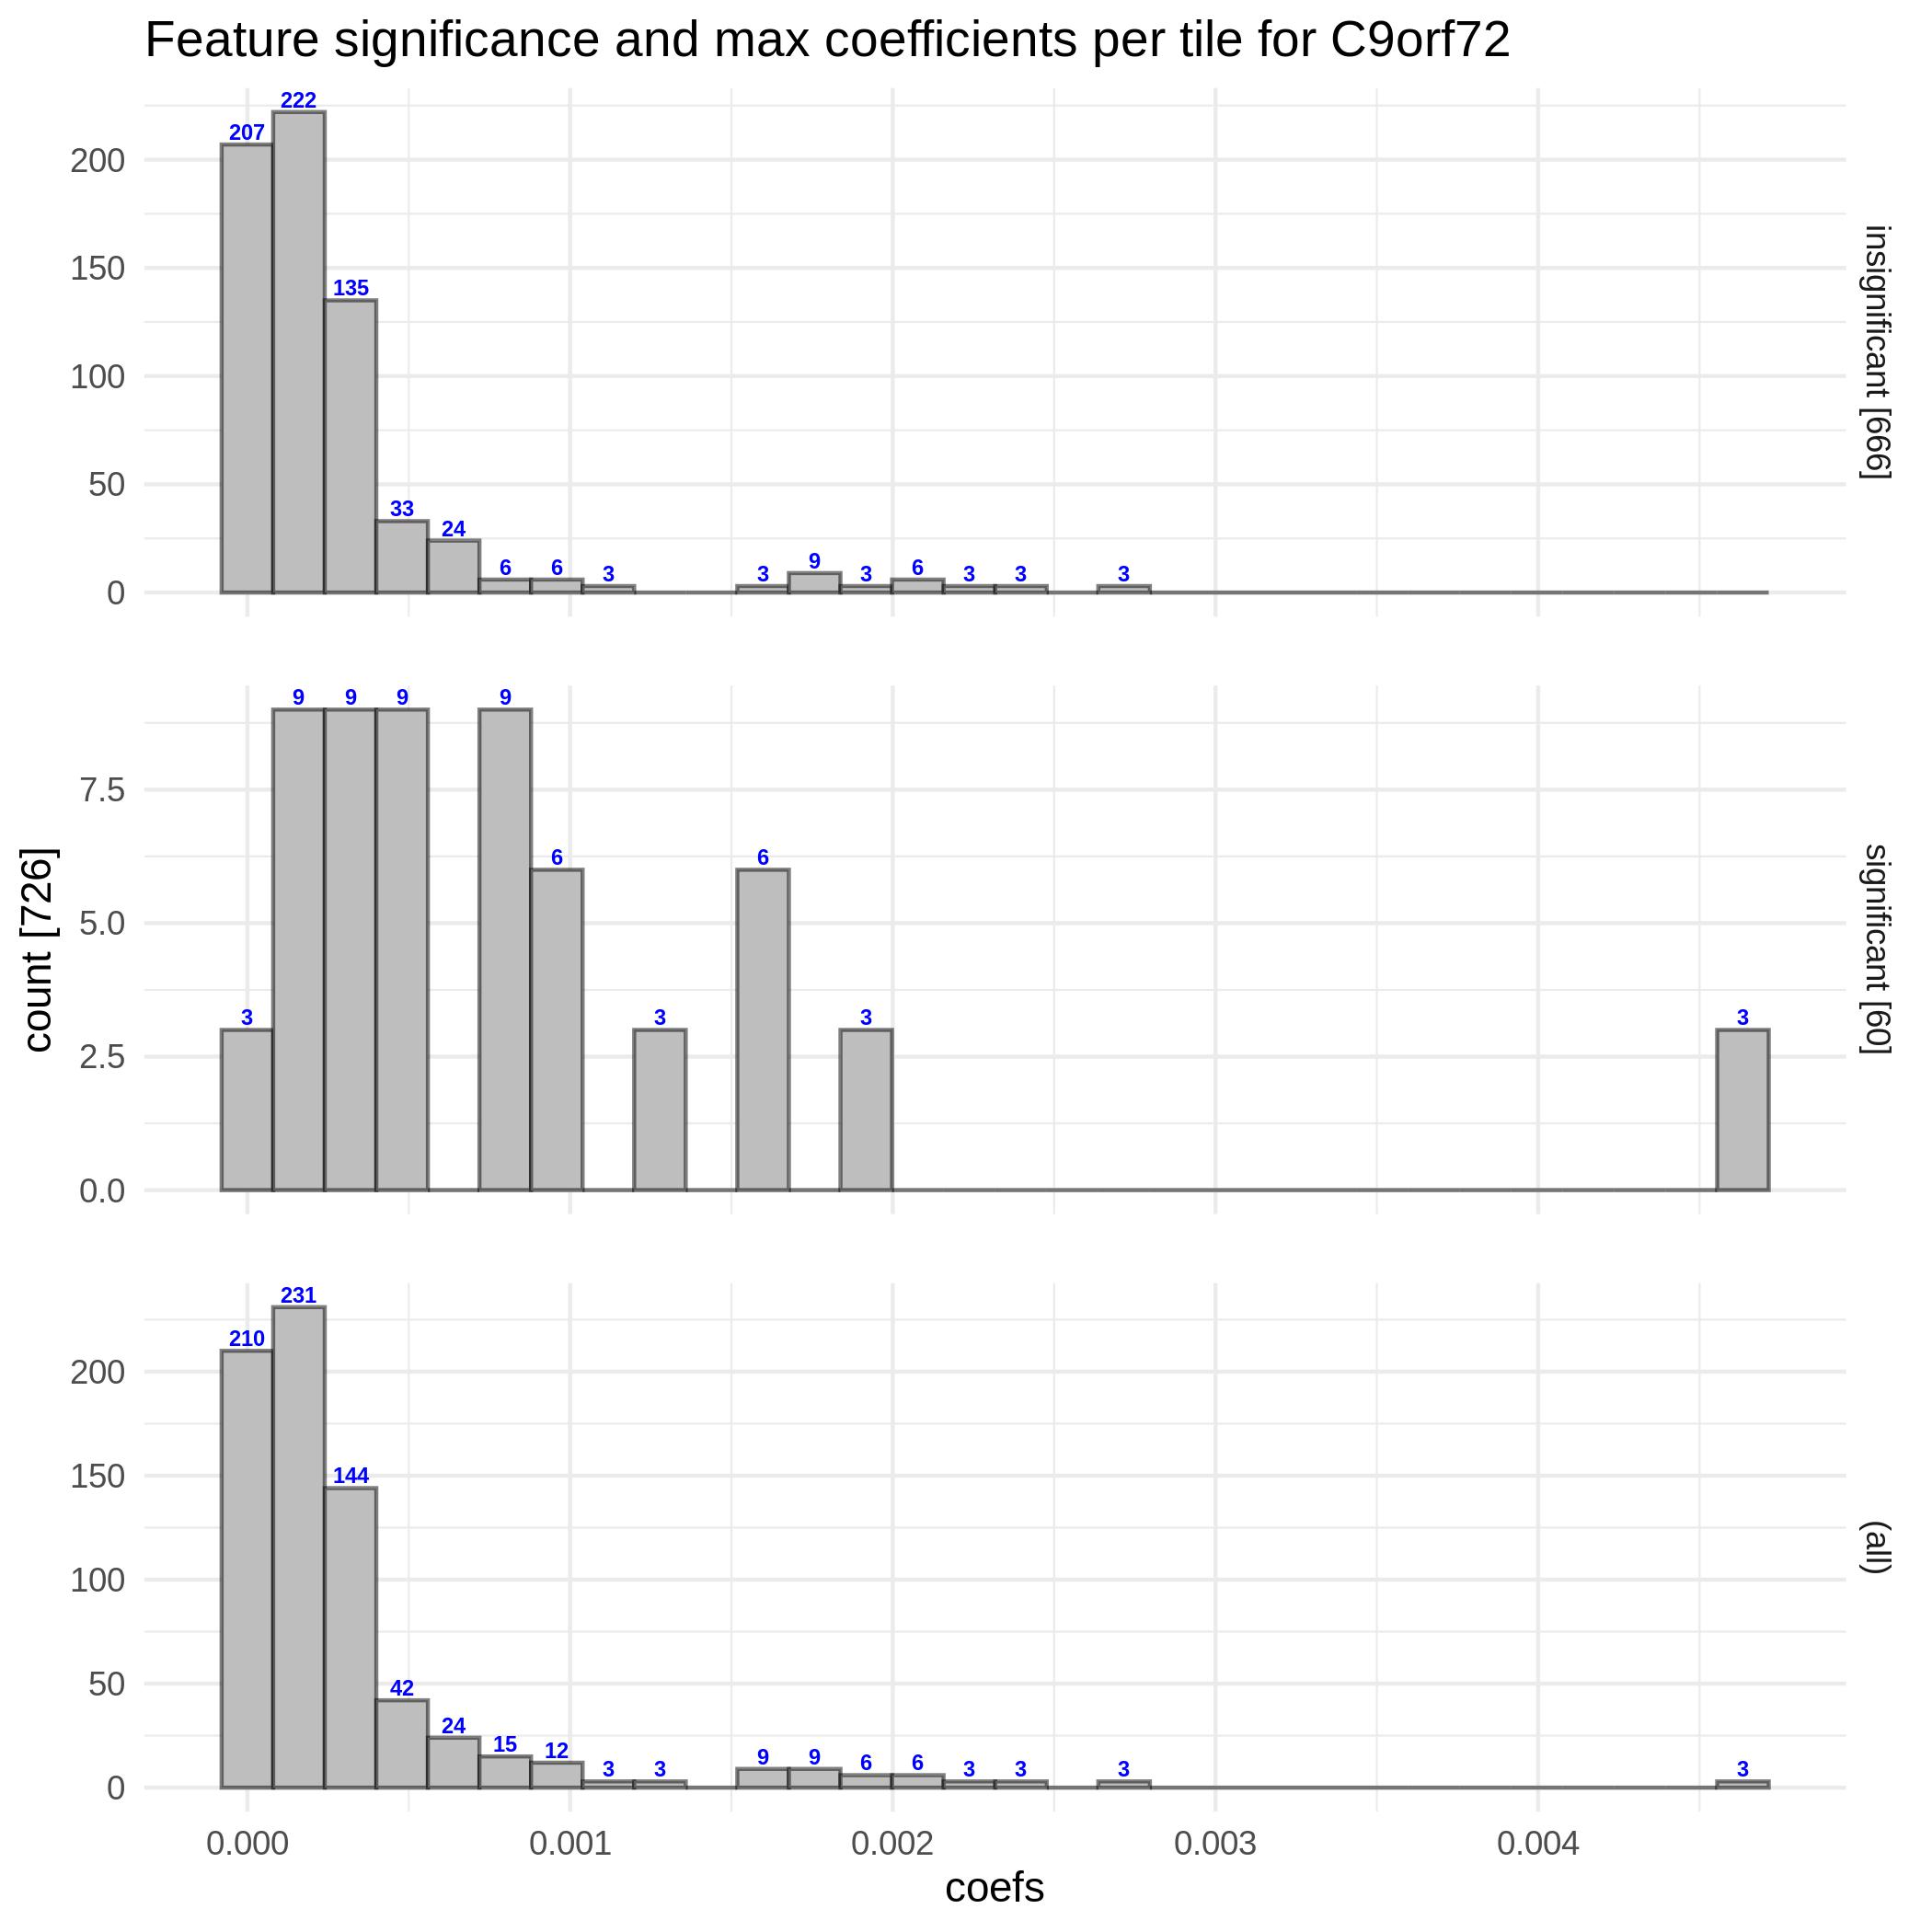 Feature significance and max coefficients per tile for C9orf72
222
207
200
150
135
100
50
33
24
6 6 3 3 9 3 6 3 3 3
0
insignificant [666]
9 9 9 9
7.5
6 6
5.0
3 3 3 3
2.5
0.0
significant [60]
count [726]
231
210
200
150
144
100
50
42
24
15 12 3 3 9 9 6 6 3 3 3 3
0
(all)
0.000 0.001 0.002 0.003 0.004
coefs